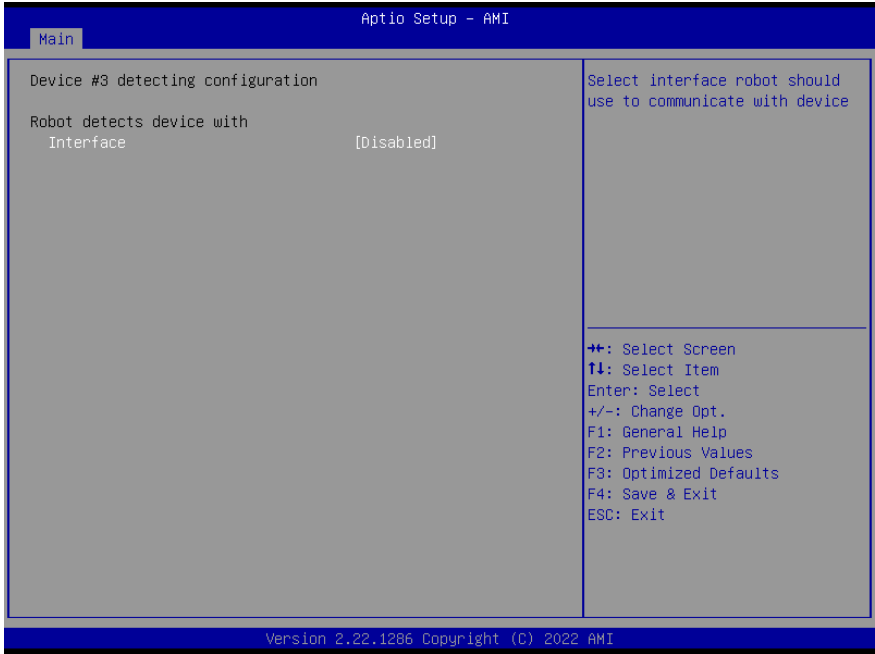 Aptio Setup – AMI
Main
Device #3 detecting configuration
Robot detects device with
Interface [Disabled]
Select interface robot should
use to communicate with device
→←: Select Screen
↑↓: Select Item
Enter: Select
+/-: Change Opt.
F1: General Help
F2: Previous Values
F3: Optimized Defaults
F4: Save & Exit
ESC: Exit
Version 2.22.1286 Copyright (C) 2022 AMI